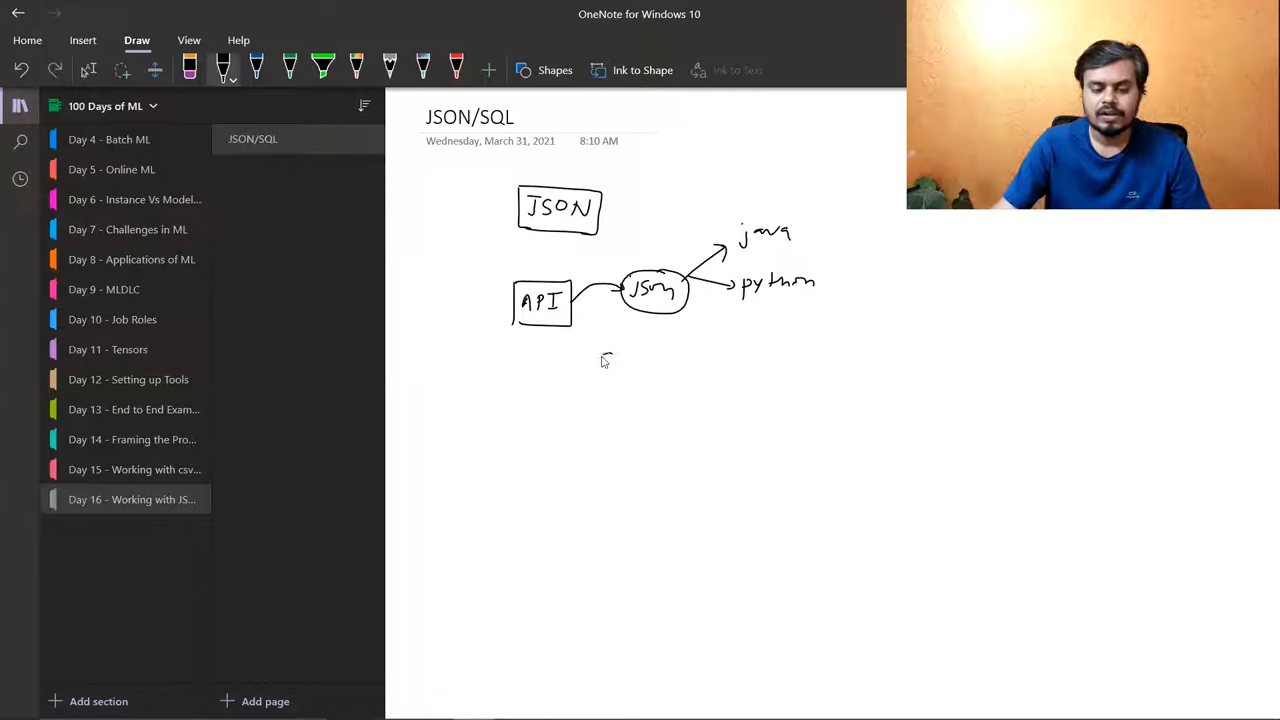 OneNote for Windows 10
Home Insert Draw View Help
Shapes Ink to Shape Ink to Text
100 Days of ML
Day 4 - Batch ML
Day 5 - Online ML
Day 6 - Instance Vs Model...
Day 7 - Challenges in ML
Day 8 - Applications of ML
Day9 - MLDLC
Day 10 - Job Roles
Day 11 - Tensors
Day 12 - Setting up Tools
Day 13 - End to End Exam...
Day 14 - Framing the Pro...
Day 15 - Working with csv...
Day 16 - Working with JS...
Add section
JSON/SQL
Add page
JSON/SQL
Wednesday, March 31, 2021 8:10 AM
JSON
java
API
JSon
python